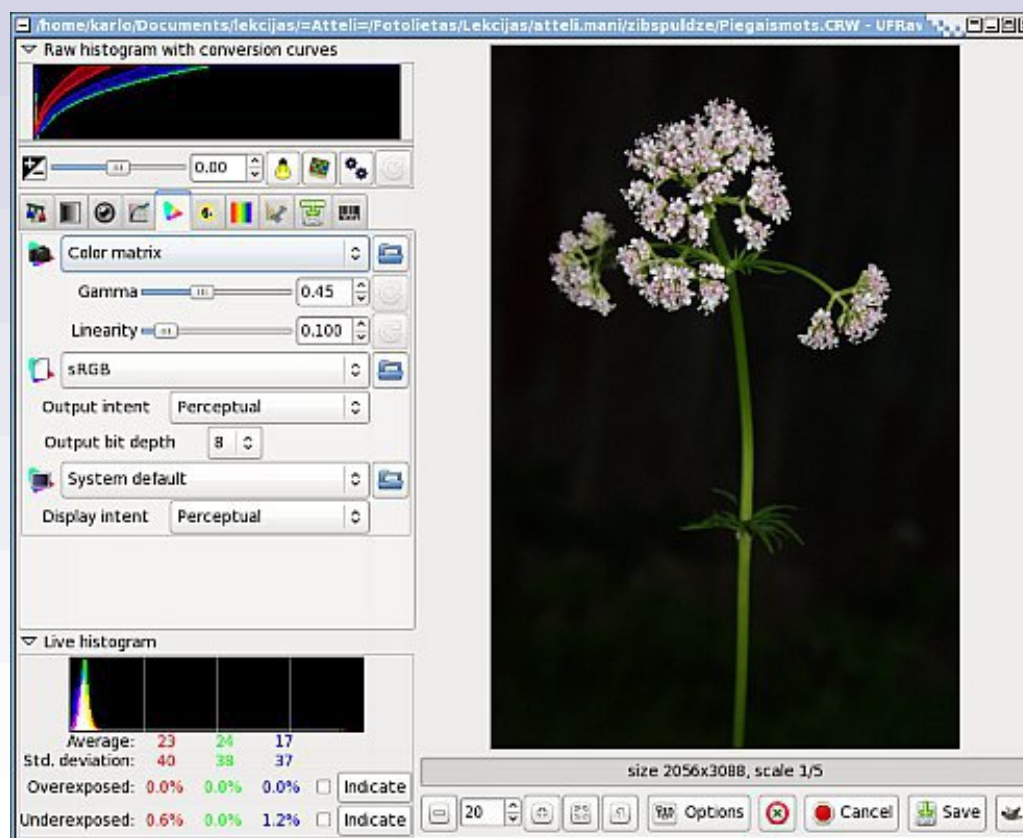 /home/karlo/Documents/lekcijas/=Atteli=/Fotolietas/Lekcijas/atteli.mani/zibspuldze/Piegaismots.CRW - UFRaw
Raw histogram with conversion curves
0.00
Color matrix
Gamma 0.45
Linearity 0.100
sRGB
Output intent Perceptual
Output bit depth 8
System default
Display intent Perceptual
Live histogram
Average: 23 24 17
Std. deviation: 40 38 37
Overexposed: 0.0% 0.0% 0.0% Indicate
Underexposed: 0.6% 0.0% 1.2% Indicate
size 2056x3088, scale 1/5
20 Options Cancel Save